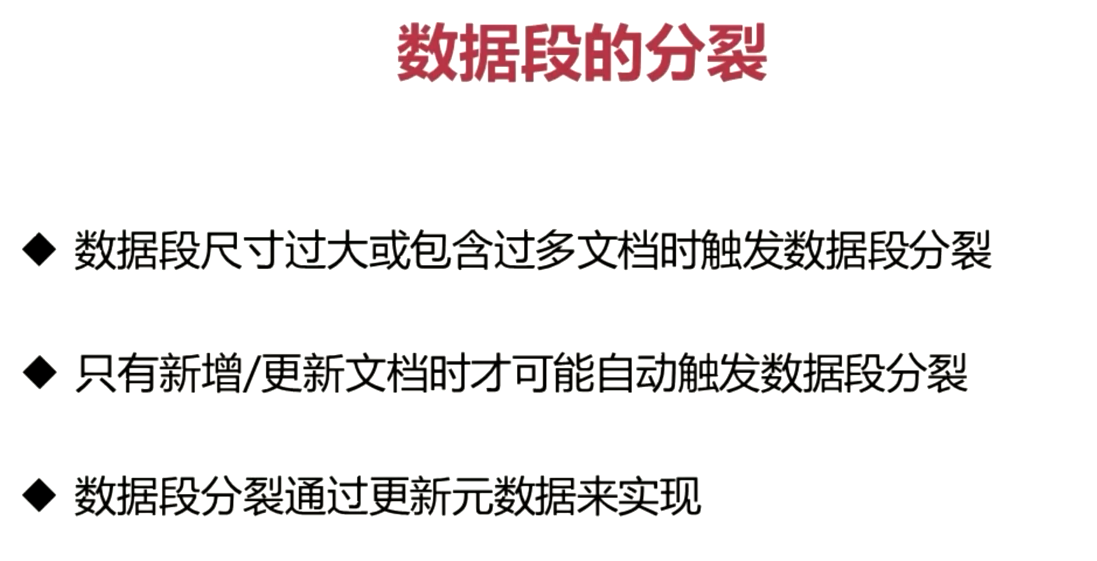 数据段的分裂
◆ 数据段尺寸过大或包含过多文档时触发数据段分裂
◆ 只有新增/更新文档时才可能自动触发数据段分裂
◆ 数据段分裂通过更新元数据来实现